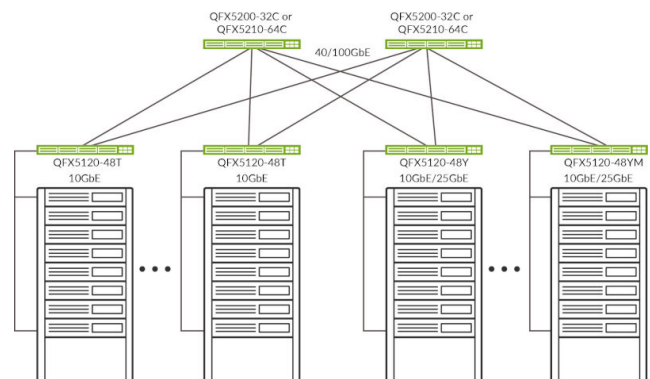 QFX5200-32C or
QFX5210-64C
QFX5200-32C or
QFX5210-64C
40/100GbE
QFX5120-48T
10GbE
QFX5120-48T
10GbE
QFX5120-48Y
10GbE/25GbE
QFX5120-48YM
10GbE/25GbE